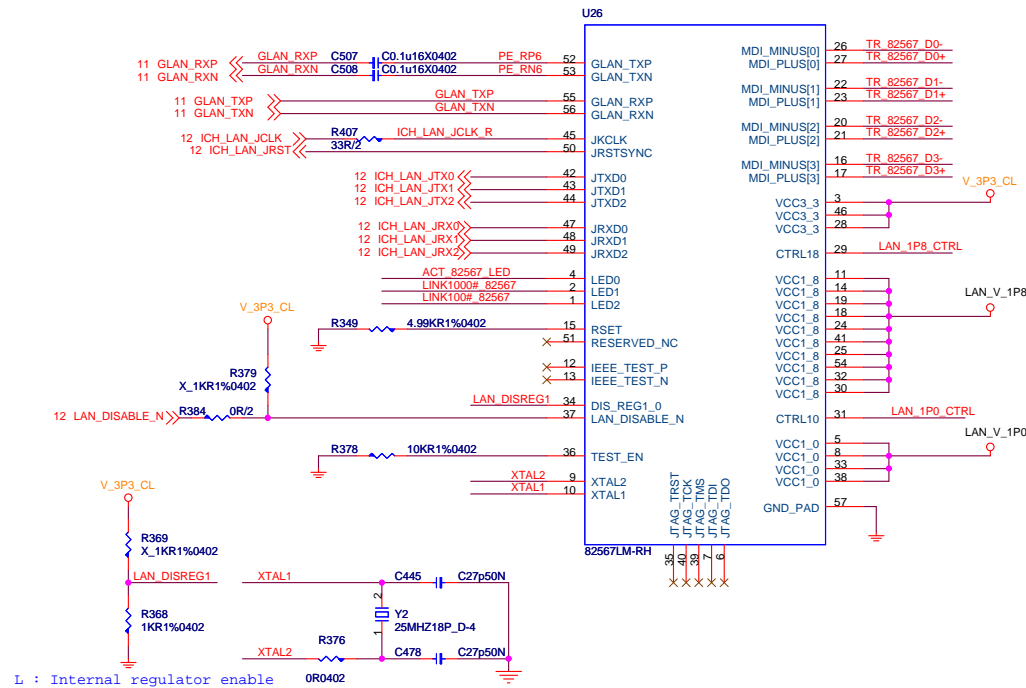 U26
11 GLAN_RXP GLAN_RXP C507 C0.1u16X0402 PE_RP6 52 GLAN_TXP
11 GLAN_RXN GLAN_RXN C508 C0.1u16X0402 PE_RN6 53 GLAN_TXN
11 GLAN_TXP GLAN_TXP 55 GLAN_RXP
11 GLAN_TXN GLAN_TXN 56 GLAN_RXN
12 ICH_LAN_JCLK R407 33R/2 ICH_LAN_JCLK_R 45 JKCLK
12 ICH_LAN_JRST 50 JRSTSYNC
12 ICH_LAN_JTX0 42 JTXD0
12 ICH_LAN_JTX1 43 JTXD1
12 ICH_LAN_JTX2 44 JTXD2
12 ICH_LAN_JRX0 47 JRXD0
12 ICH_LAN_JRX1 48 JRXD1
12 ICH_LAN_JRX2 49 JRXD2
ACT_82567_LED 4 LED0
LINK1000#_82567 2 LED1
LINK100#_82567 1 LED2
R349 4.99KR1%0402 15 RSET
51 RESERVED_NC
12 IEEE_TEST_P
13 IEEE_TEST_N
V_3P3_CL
R379
X_1KR1%0402
LAN_DISREG1 34 DIS_REG1_0
12 LAN_DISABLE_N R384 0R/2 37 LAN_DISABLE_N
R378 10KR1%0402 36 TEST_EN
XTAL2 9 XTAL2
XTAL1 10 XTAL1
MDI_MINUS[0] 26 TR_82567_D0-
MDI_PLUS[0] 27 TR_82567_D0+
MDI_MINUS[1] 22 TR_82567_D1-
MDI_PLUS[1] 23 TR_82567_D1+
MDI_MINUS[2] 20 TR_82567_D2-
MDI_PLUS[2] 21 TR_82567_D2+
MDI_MINUS[3] 16 TR_82567_D3-
MDI_PLUS[3] 17 TR_82567_D3+
V_3P3_CL
VCC3_3 3
VCC3_3 46
VCC3_3 28
CTRL18 29 LAN_1P8_CTRL
VCC1_8 11
VCC1_8 14
VCC1_8 19
VCC1_8 18
VCC1_8 24
VCC1_8 41
VCC1_8 25
VCC1_8 54
VCC1_8 32
VCC1_8 30
LAN_V_1P8
CTRL10 31 LAN_1P0_CTRL
VCC1_0 5
VCC1_0 8
VCC1_0 33
VCC1_0 38
LAN_V_1P0
GND_PAD 57
JTAG_TRST 35
JTAG_TCK 40
JTAG_TMS 39
JTAG_TDI 7
JTAG_TDO 6
82567LM-RH
V_3P3_CL
R369
X_1KR1%0402
LAN_DISREG1
R368
1KR1%0402
L : Internal regulator enable
XTAL1 C445 C27p50N
2
Y2
25MHZ18P_D-4
1
XTAL2 R376 0R0402 C478 C27p50N